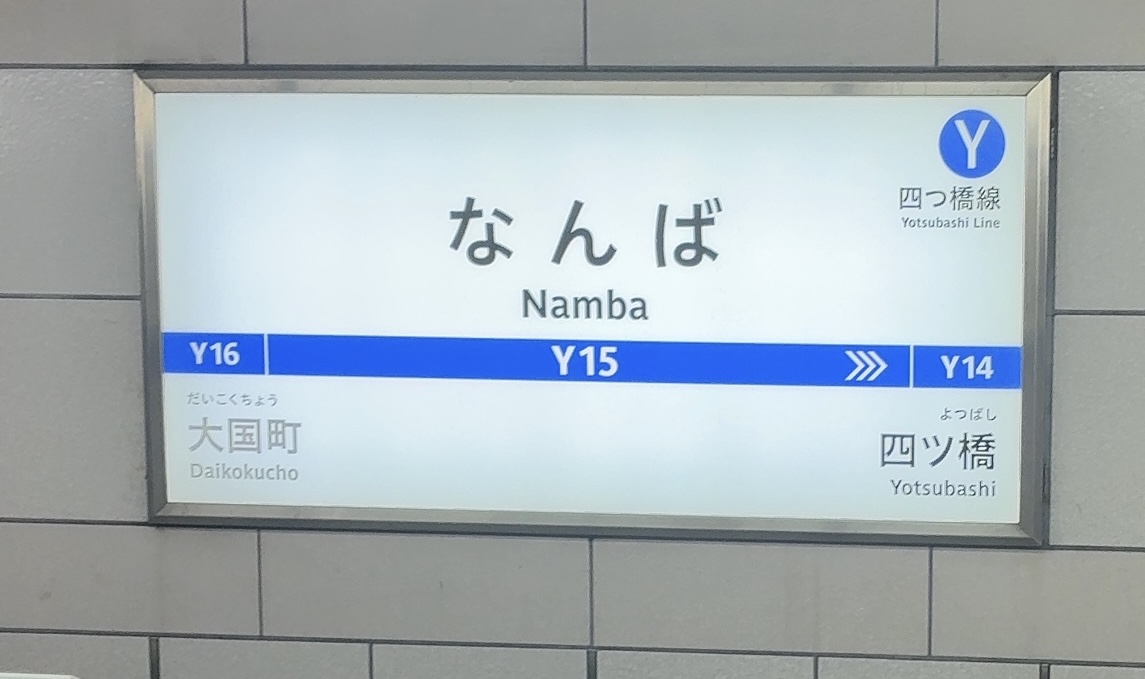 Y
四つ橋線
Yotsubashi Line
なんば
Namba
Y16
Y15
Y14
だいこくちょう
大国町
Daikokucho
よつばし
四ツ橋
Yotsubashi